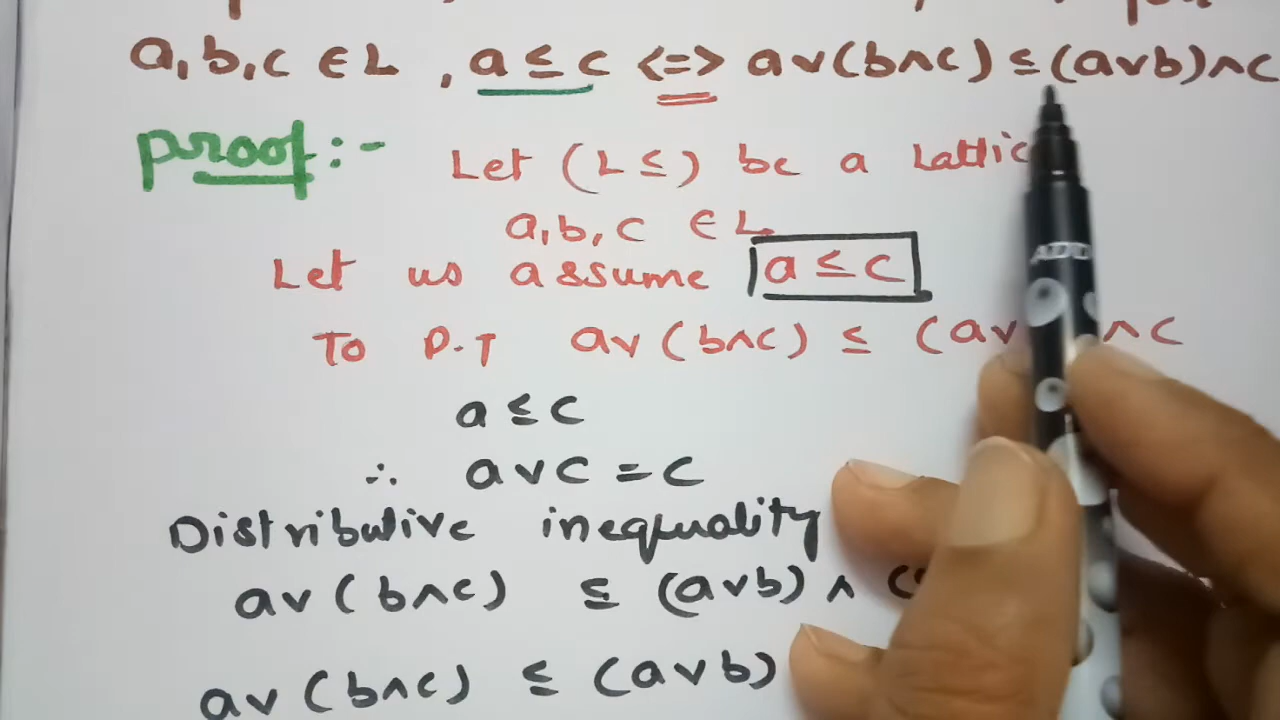 a,b,c ∈ L , a ≤ c <=> a∨(b∧c) ≤ (a∨b)∧c
proof:- Let (L ≤) be a Lattic
a,b,c ∈ L
Let us assume a ≤ c
To P.T a∨(b∧c) ≤ (a∨ ∧c
a ≤ c
∴ a∨c = c
Distributive inequality
a∨(b∧c) ≤ (a∨b) ∧ (
a∨(b∧c) ≤ (a∨b)